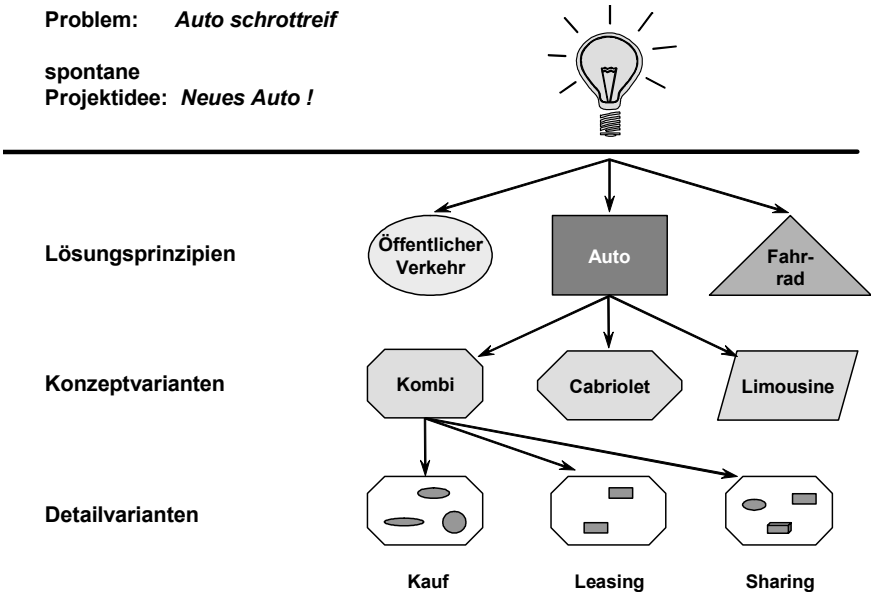 Problem: Auto schrottreif
spontane
Projektidee: Neues Auto !
Lösungsprinzipien
Öffentlicher
Verkehr
Auto
Fahr-
rad
Konzeptvarianten
Kombi
Cabriolet
Limousine
Detailvarianten
Kauf
Leasing
Sharing